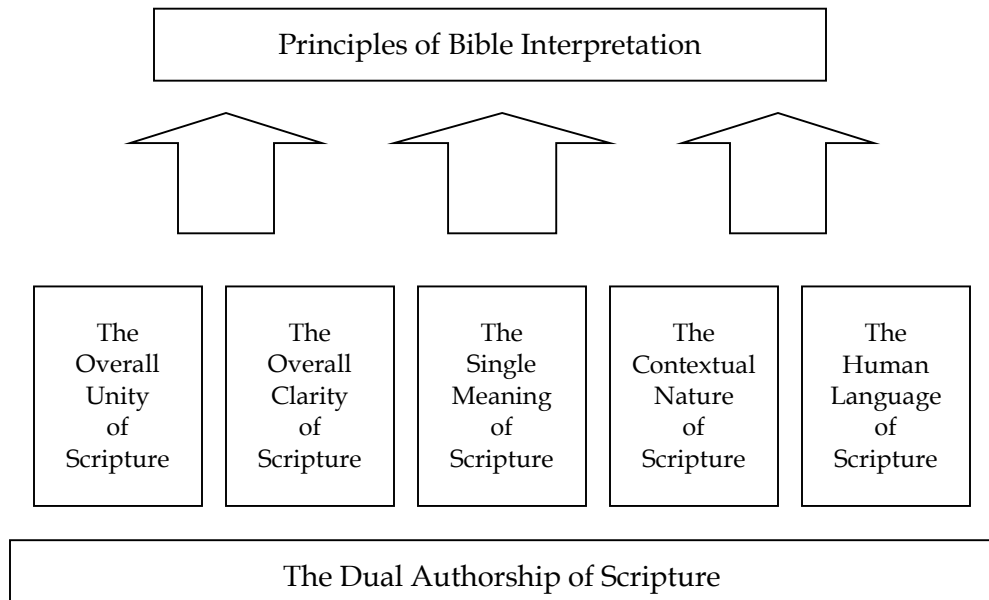 Principles of Bible Interpretation
The
Overall
Unity
of
Scripture
The
Overall
Clarity
of
Scripture
The
Single
Meaning
of
Scripture
The
Contextual
Nature
of
Scripture
The
Human
Language
of
Scripture
The Dual Authorship of Scripture